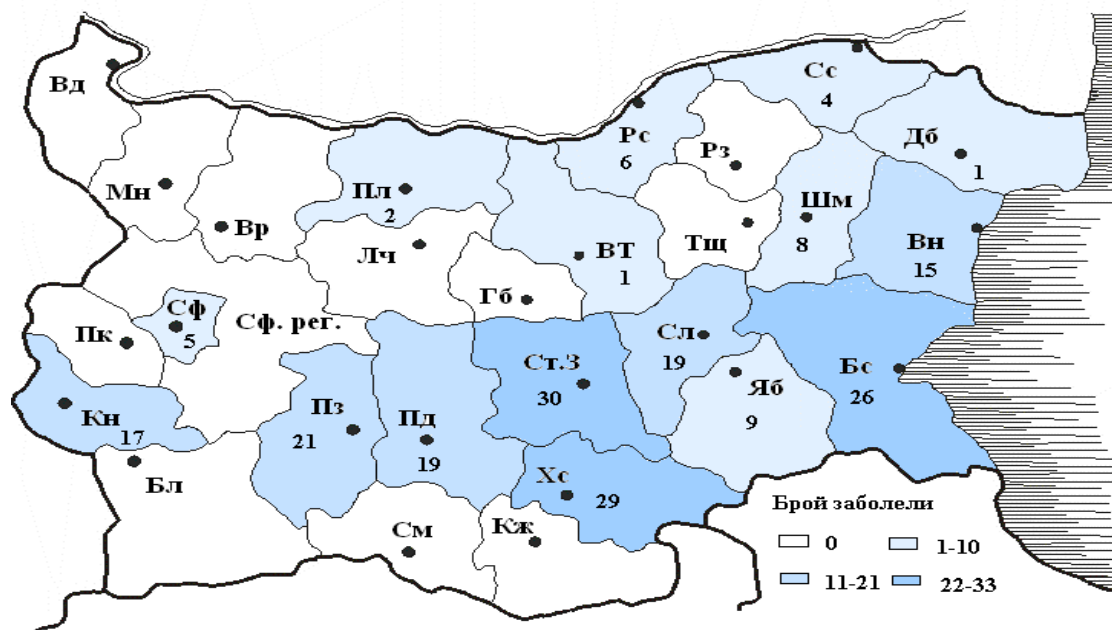 Вд
Сс
4
Рс
6
Рз
Дб
1
Мн
Пл
2
Шм
8
Вр
Лч
ВТ
1
Тщ
Вн
15
Гб
Сф
5
Сф. рег.
Пк
Ст.З
30
Сл
19
Бс
26
Яб
9
Кн
17
Пз
21
Пд
19
Бл
Хс
29
См
Кж
Брой заболели
0
1-10
11-21
22-33